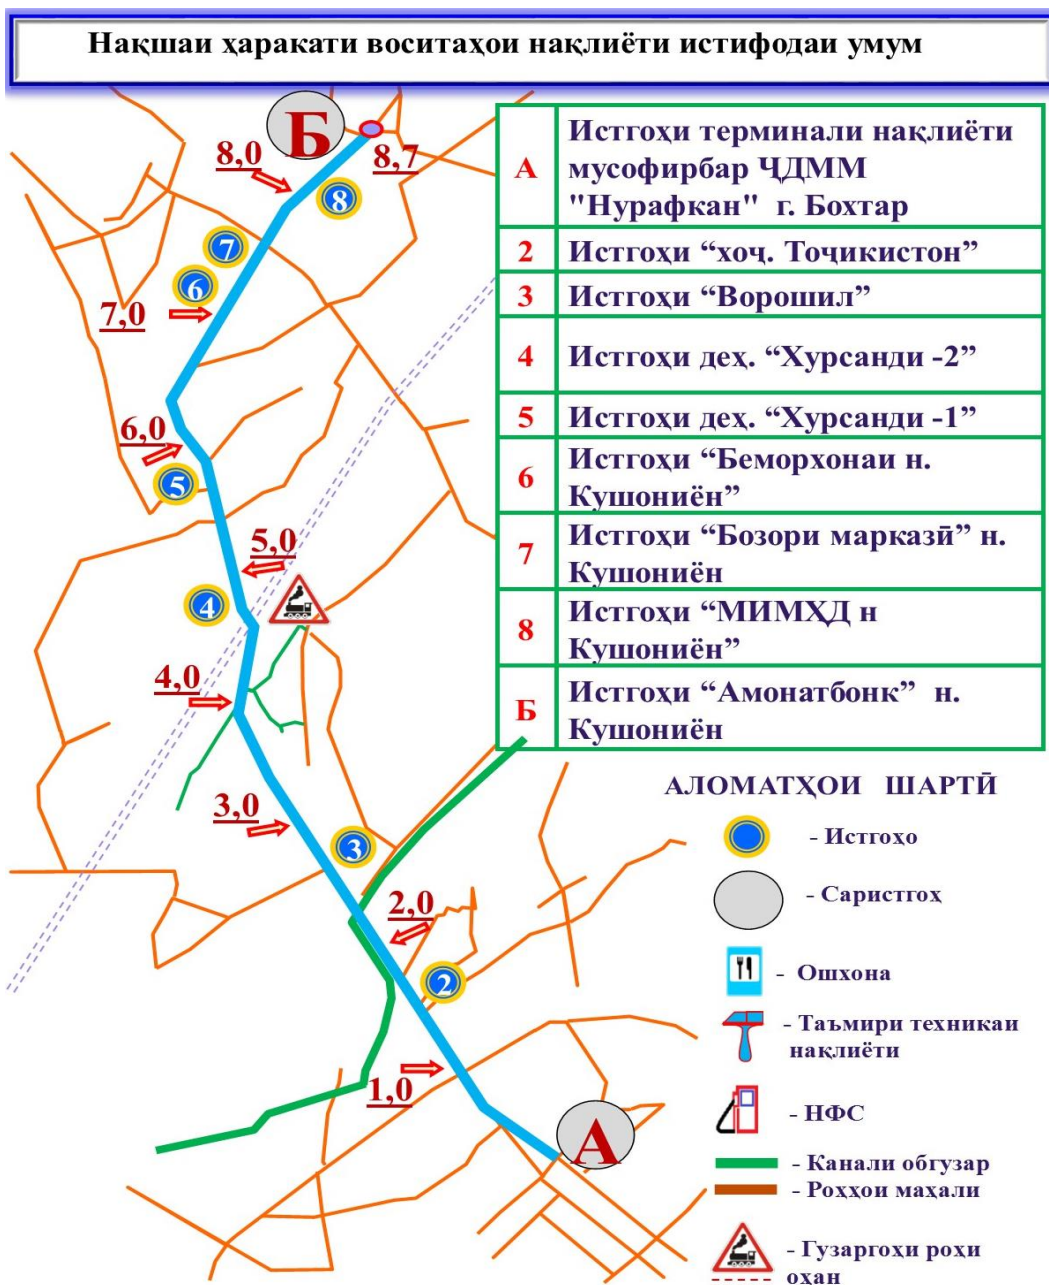 Нақшаи ҳаракати воситаҳои нақлиёти истифодаи умум
Б
8,0
8,7
8
7
6
7,0
6,0
5
5,0
4
4,0
3,0
3
2,0
2
1,0
А
А
Истгоҳи терминали нақлиёти
мусофирбар ҶДММ
"Нурафкан" г. Бохтар
2
Истгоҳи “хоҷ. Тоҷикистон”
3
Истгоҳи “Ворошил”
4
Истгоҳи деҳ. “Хурсанди -2”
5
Истгоҳи деҳ. “Хурсанди -1”
6
Истгоҳи “Беморхонаи н.
Кушониён”
7
Истгоҳи “Бозори марказӣ” н.
Кушониён
8
Истгоҳи “МИМҲД н
Кушониён”
Б
Истгоҳи “Амонатбонк” н.
Кушониён
АЛОМАТҲОИ ШАРТӢ
- Истгоҳо
- Саристгоҳ
- Ошхона
- Таъмири техникаи
нақлиёти
- НФС
- Канали обгузар
- Роҳҳои маҳали
- Гузаргоҳи роҳи
оҳан